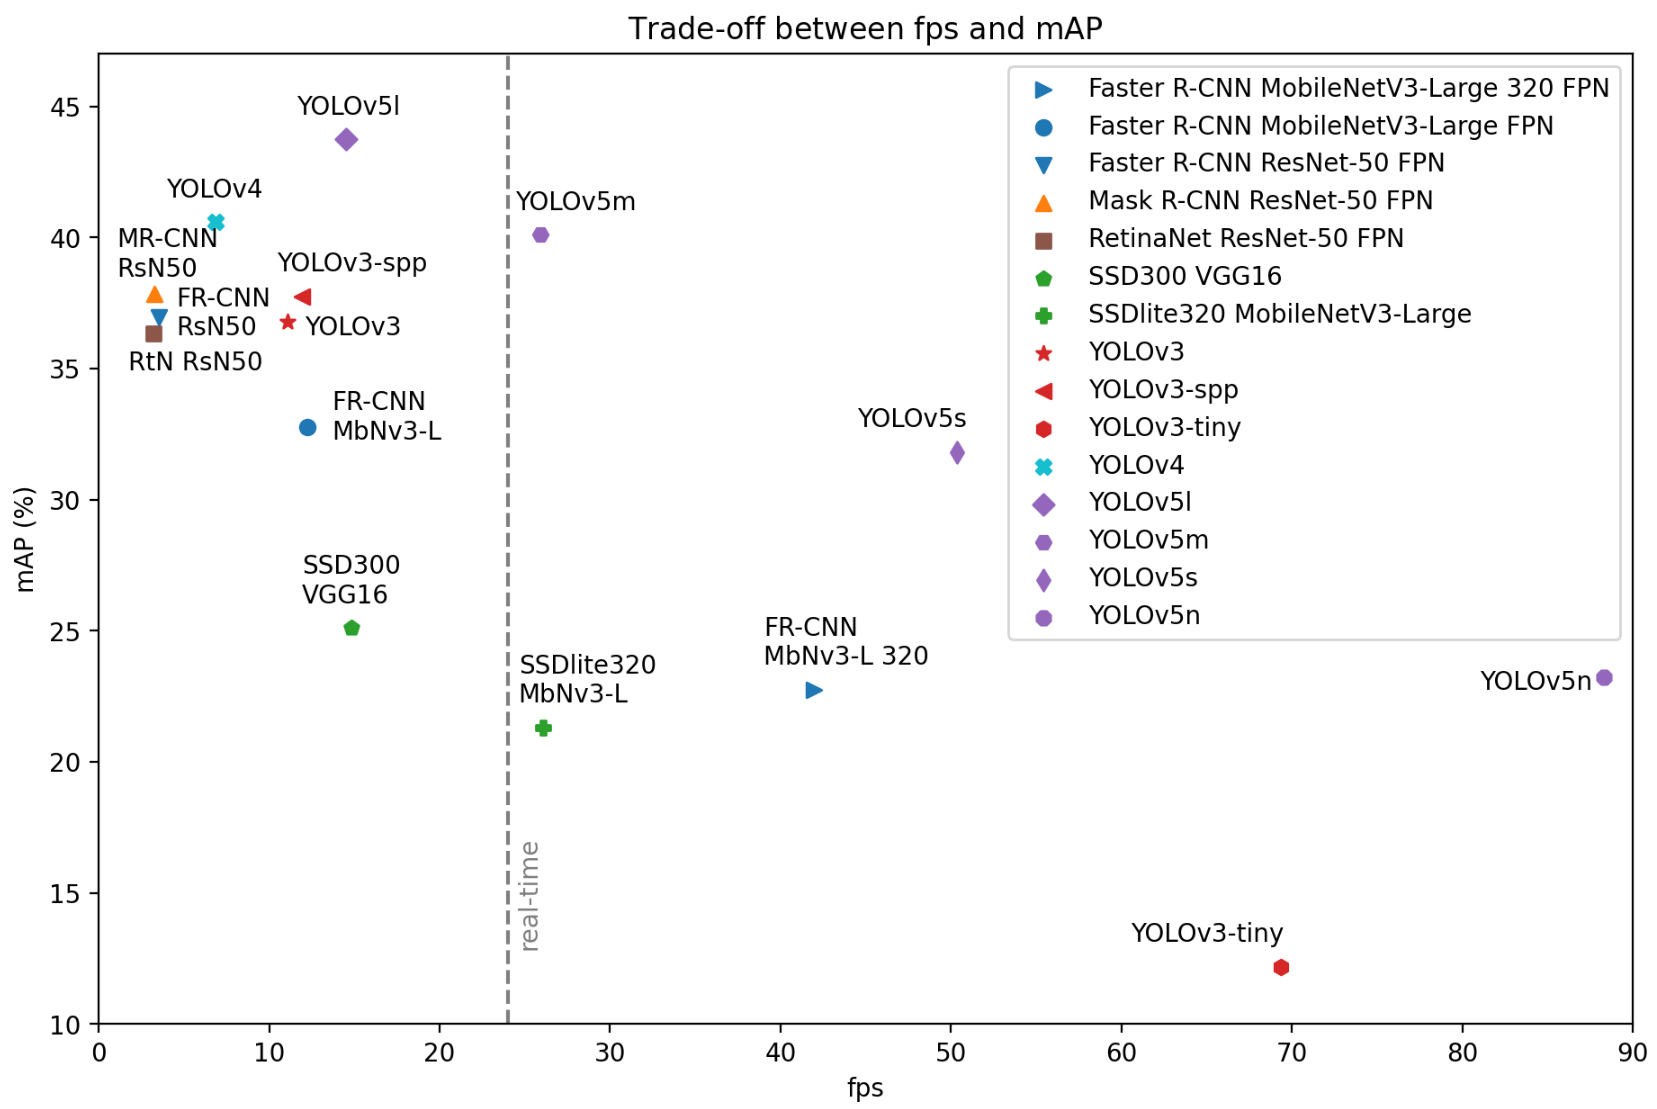 Trade-off between fps and mAP
mAP (%)
45
40
35
30
25
20
15
10
YOLOv5l
YOLOv4
MR-CNN
RsN50
YOLOv3-spp
FR-CNN
RsN50
YOLOv3
RtN RsN50
FR-CNN
MbNv3-L
SSD300
VGG16
YOLOv5m
YOLOv5s
FR-CNN
MbNv3-L 320
SSDlite320
MbNv3-L
YOLOv5n
YOLOv3-tiny
real-time
Faster R-CNN MobileNetV3-Large 320 FPN
Faster R-CNN MobileNetV3-Large FPN
Faster R-CNN ResNet-50 FPN
Mask R-CNN ResNet-50 FPN
RetinaNet ResNet-50 FPN
SSD300 VGG16
SSDlite320 MobileNetV3-Large
YOLOv3
YOLOv3-spp
YOLOv3-tiny
YOLOv4
YOLOv5l
YOLOv5m
YOLOv5s
YOLOv5n
0 10 20 30 40 50 60 70 80 90
fps